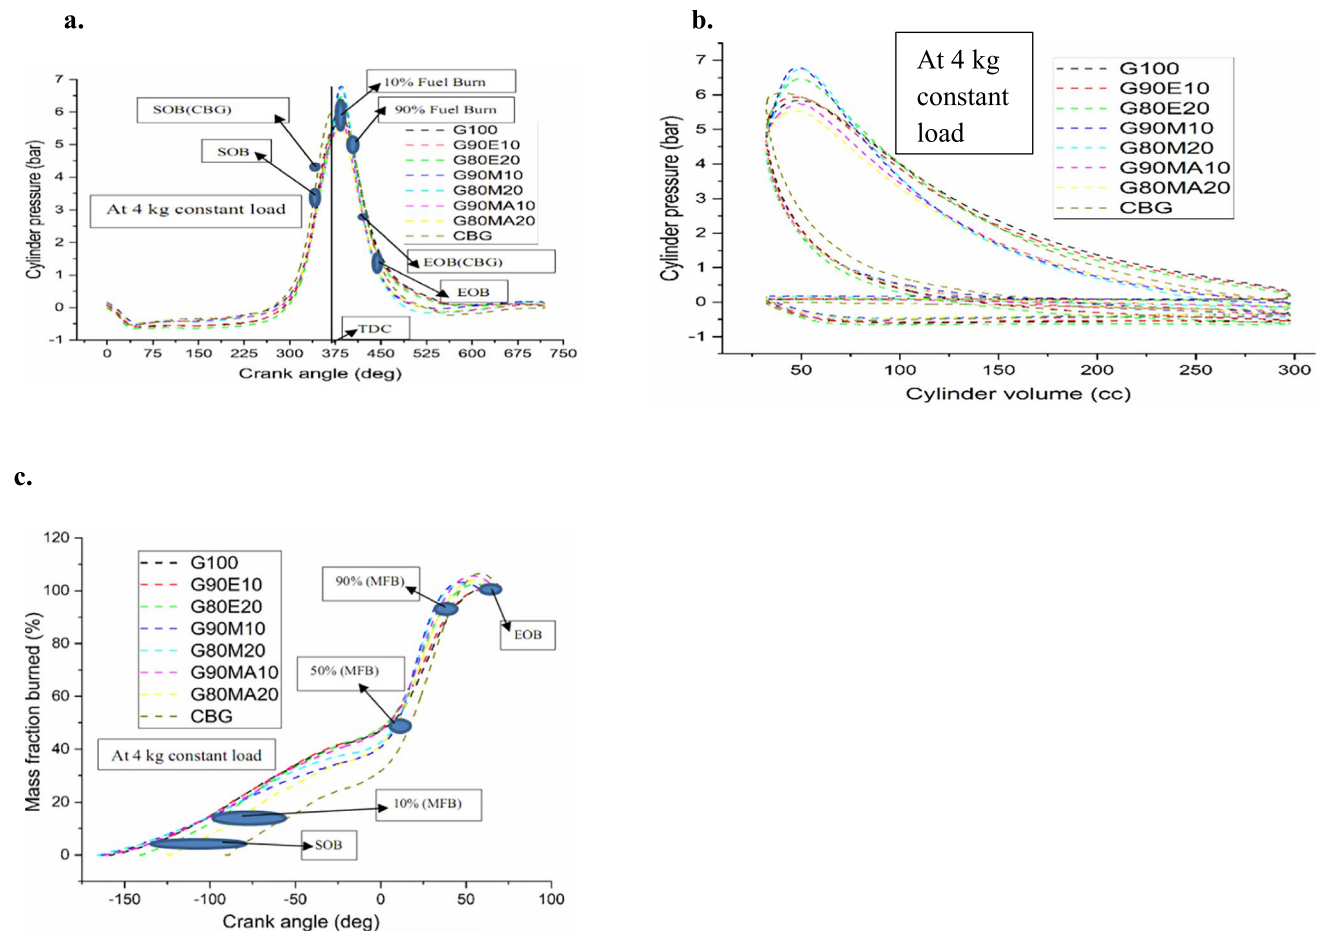 a.
7
6
5
4
3
2
1
0
-1
Cylinder pressure (bar)
10% Fuel Burn
SOB(CBG)
90% Fuel Burn
SOB
At 4 kg constant load
G100
G90E10
G80E20
G90M10
G80M20
G90MA10
G80MA20
CBG
EOB(CBG)
EOB
TDC
0 75 150 225 300 375 450 525 600 675 750
Crank angle (deg)
b.
7
6
5
4
3
2
1
0
-1
Cylinder pressure (bar)
At 4 kg
constant
load
G100
G90E10
G80E20
G90M10
G80M20
G90MA10
G80MA20
CBG
50 100 150 200 250 300
Cylinder volume (cc)
c.
120
100
80
60
40
20
0
Mass fraction burned (%)
G100
G90E10
G80E20
G90M10
G80M20
G90MA10
G80MA20
CBG
At 4 kg constant load
90% (MFB)
EOB
50% (MFB)
10% (MFB)
SOB
-150 -100 -50 0 50 100
Crank angle (deg)